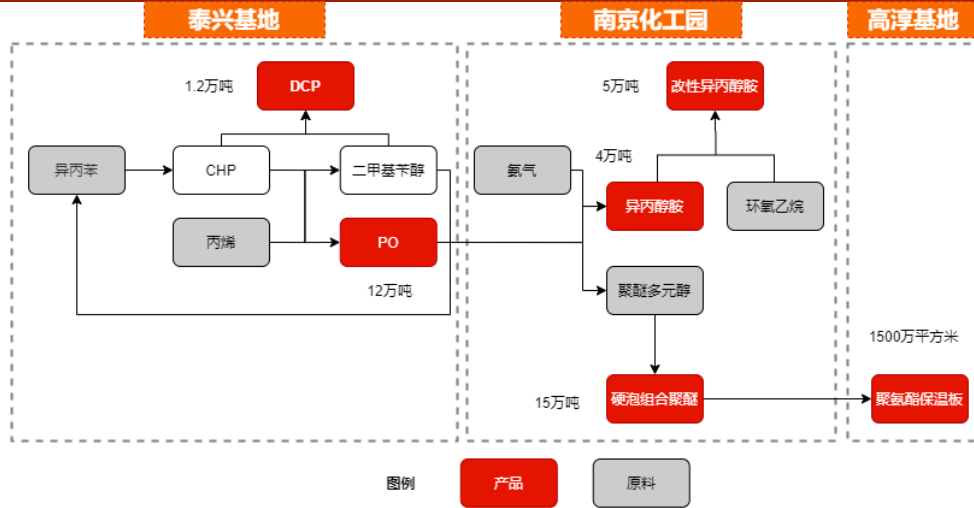 泰兴基地
南京化工园
高淳基地
1.2万吨
DCP
5万吨
改性异丙醇胺
异丙苯
CHP
二甲基苄醇
氨气
4万吨
异丙醇胺
环氧乙烷
丙烯
PO
12万吨
聚醚多元醇
1500万平方米
15万吨
硬泡组合聚醚
聚氨酯保温板
图例
产品
原料